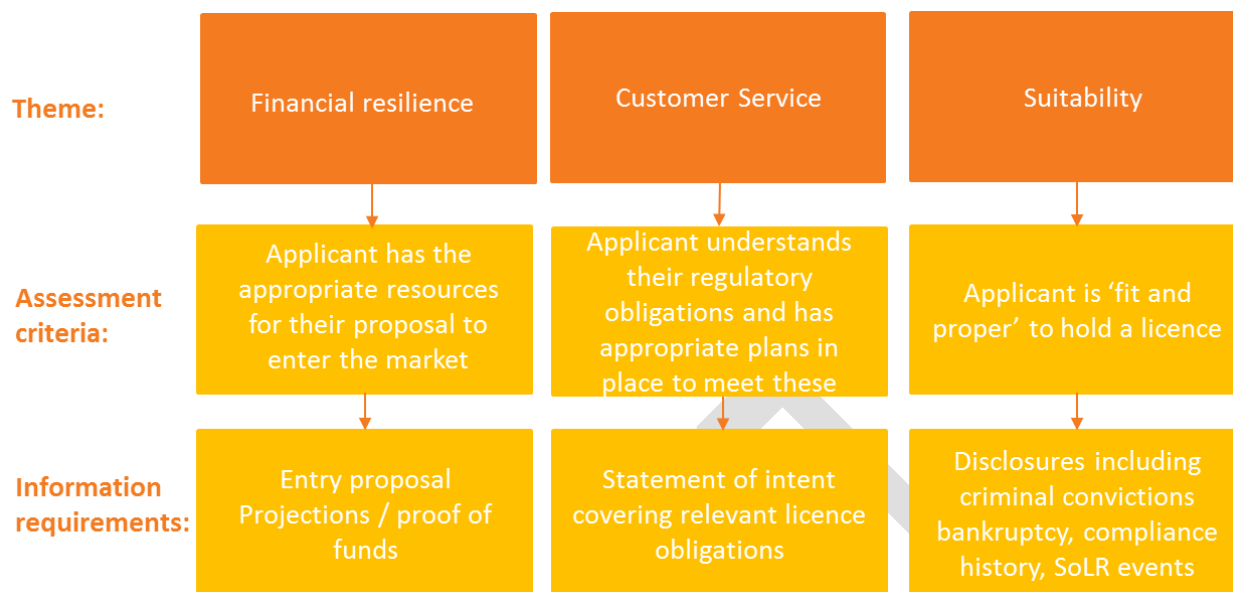 Theme:
Financial resilience
Customer Service
Suitability
Assessment
criteria:
Applicant has the
appropriate resources
for their proposal to
enter the market
Applicant understands
their regulatory
obligations and has
appropriate plans in
place to meet these
Applicant is ‘fit and
proper’ to hold a licence
Information
requirements:
Entry proposal
Projections / proof of
funds
Statement of intent
covering relevant licence
obligations
Disclosures including
criminal convictions
bankruptcy, compliance
history, SoLR events